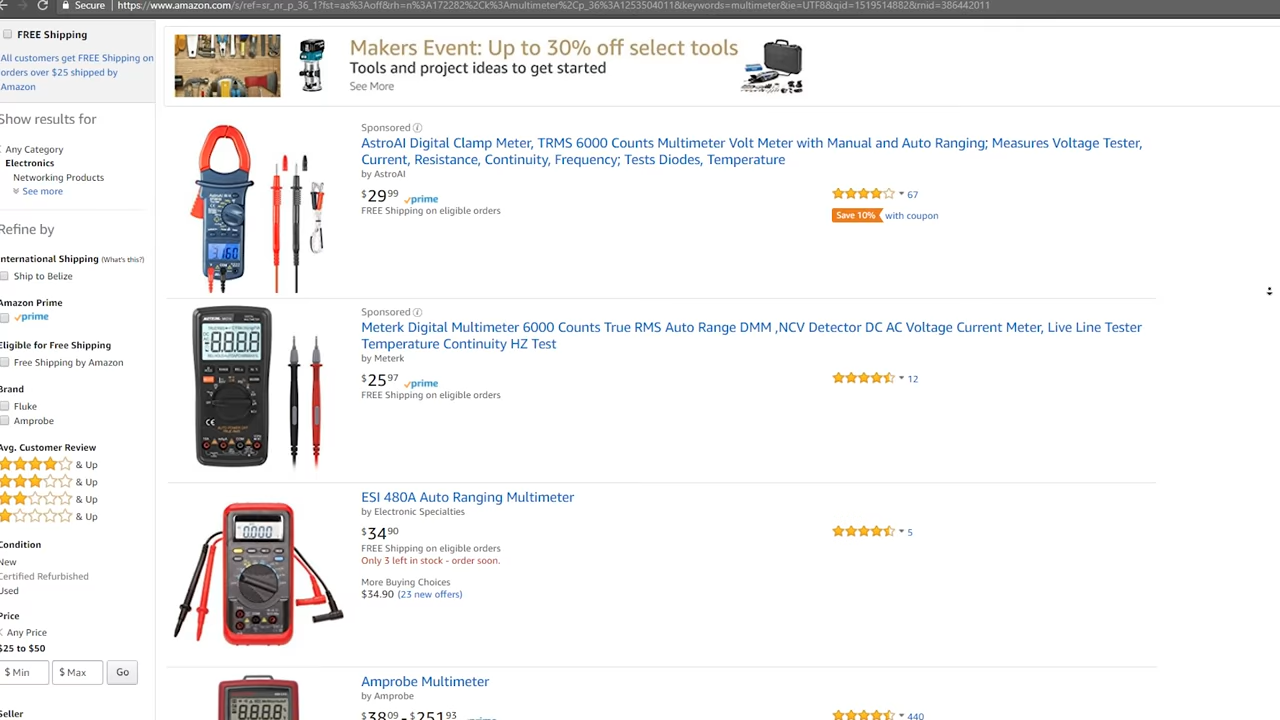 Secure
https://www.amazon.com/s/ref=sr_nr_p_36_1?fst=as%3Aoff&rh=n%3A172282%2Ck%3Amultimeter%2Cp_36%3A1253504011&keywords=multimeter&ie=UTF8&qid=1519514882&rnid=386442011
FREE Shipping
All customers get FREE Shipping on
orders over $25 shipped by
Amazon
Show results for
Any Category
Electronics
Networking Products
See more
Refine by
International Shipping (What's this?)
Ship to Belize
Amazon Prime
prime
Eligible for Free Shipping
Free Shipping by Amazon
Brand
Fluke
Amprobe
Avg. Customer Review
& Up
& Up
& Up
& Up
Condition
New
Certified Refurbished
Used
Price
Any Price
$25 to $50
$ Min
$ Max
Go
Seller
Makers Event: Up to 30% off select tools
Tools and project ideas to get started
See More
Sponsored
AstroAI Digital Clamp Meter, TRMS 6000 Counts Multimeter Volt Meter with Manual and Auto Ranging; Measures Voltage Tester,
Current, Resistance, Continuity, Frequency; Tests Diodes, Temperature
by AstroAI
$29 99 prime
FREE Shipping on eligible orders
67
Save 10% with coupon
Sponsored
Meterk Digital Multimeter 6000 Counts True RMS Auto Range DMM ,NCV Detector DC AC Voltage Current Meter, Live Line Tester
Temperature Continuity HZ Test
by Meterk
$25 97 prime
FREE Shipping on eligible orders
12
ESI 480A Auto Ranging Multimeter
by Electronic Specialties
$34 90
FREE Shipping on eligible orders
Only 3 left in stock - order soon.
More Buying Choices
$34.90 (23 new offers)
5
Amprobe Multimeter
by Amprobe
$38 09 - $251 93 prime
440